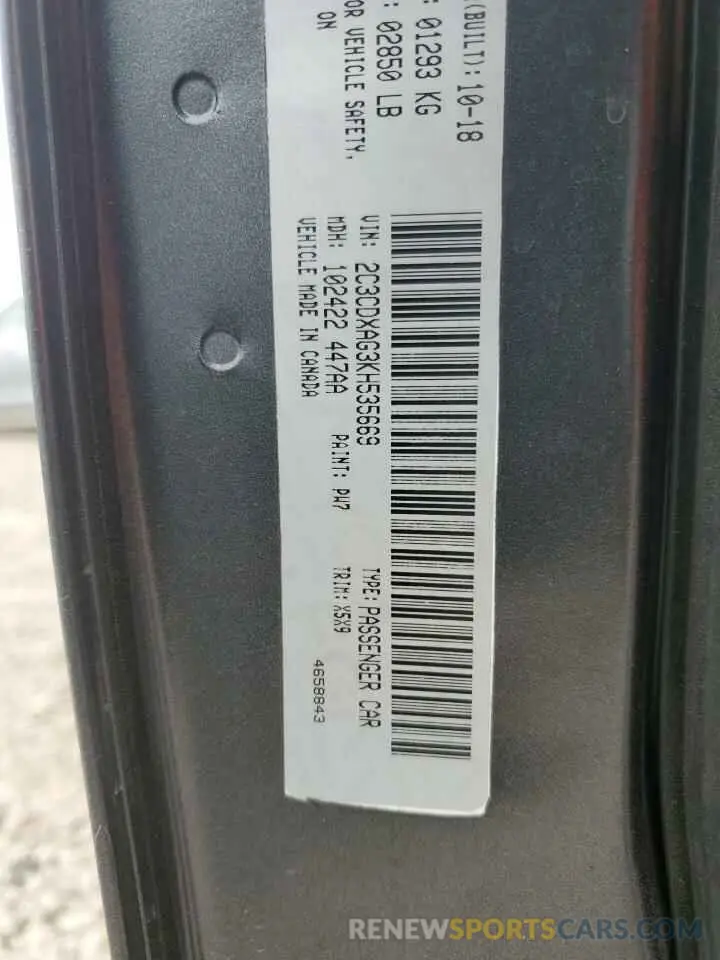 (BUILT): 10-18
: 01293 KG
: 02850 LB
OR VEHICLE SAFETY,
ON
VIN: 2C3CDXAG3KH535669
TYPE: PASSENGER CAR
MDH: 102422 447AA
PAINT: PW7
TRIM: X5X9
VEHICLE MADE IN CANADA
4658843
RENEWSPORTSCARS.COM